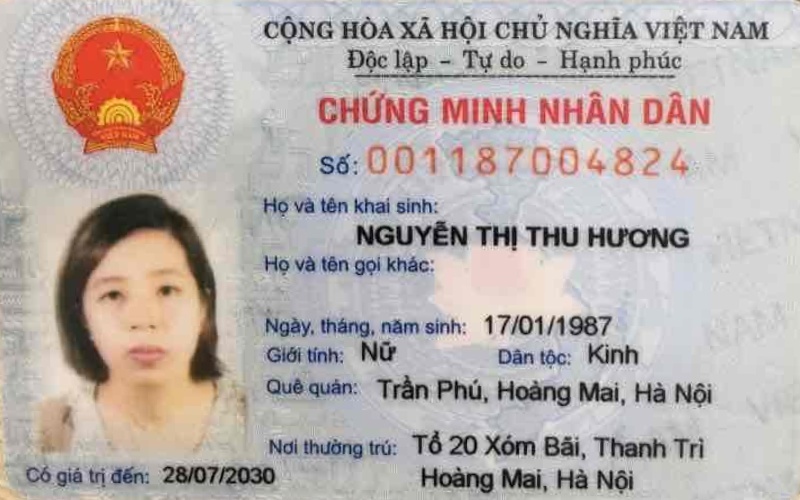 CỘNG HÒA XÃ HỘI CHỦ NGHĨA VIỆT NAM
Độc lập - Tự do - Hạnh phúc
CHỨNG MINH NHÂN DÂN
Số: 001187004824
Họ và tên khai sinh:
NGUYỄN THỊ THU HƯƠNG
Họ và tên gọi khác:
Ngày, tháng, năm sinh: 17/01/1987
Giới tính: Nữ Dân tộc: Kinh
Quê quán: Trần Phú, Hoàng Mai, Hà Nội
Nơi thường trú: Tổ 20 Xóm Bãi, Thanh Trì
Hoàng Mai, Hà Nội
Có giá trị đến: 28/07/2030